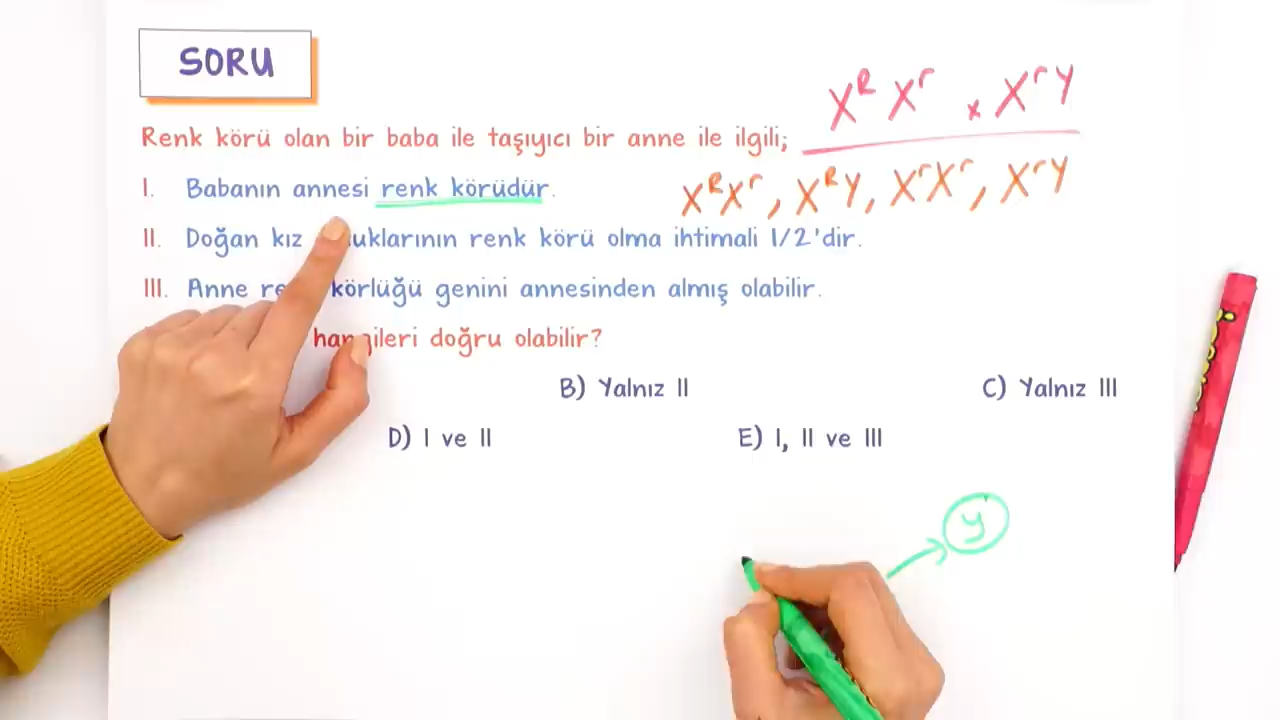 SORU
X^R X^r x X^r Y
Renk körü olan bir baba ile taşıyıcı bir anne ile ilgili;
I. Babanın annesi renk körüdür.
X^R X^r, X^R Y, X^r X^r, X^r Y
II. Doğan kız uklarının renk körü olma ihtimali 1/2'dir.
III. Anne re körlüğü genini annesinden almış olabilir.
hangileri doğru olabilir?
B) Yalnız II
C) Yalnız III
D) I ve II
E) I, II ve III
y